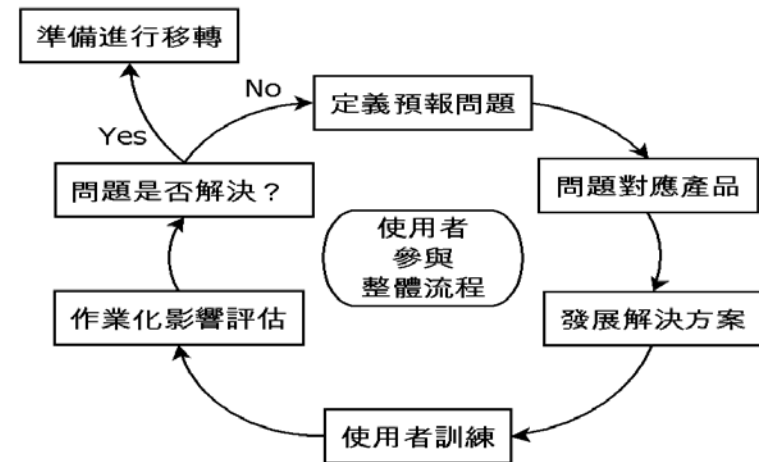 準備進行移轉
No
定義預報問題
Yes
問題是否解決？
問題對應產品
使用者
參與
整體流程
作業化影響評估
發展解決方案
使用者訓練